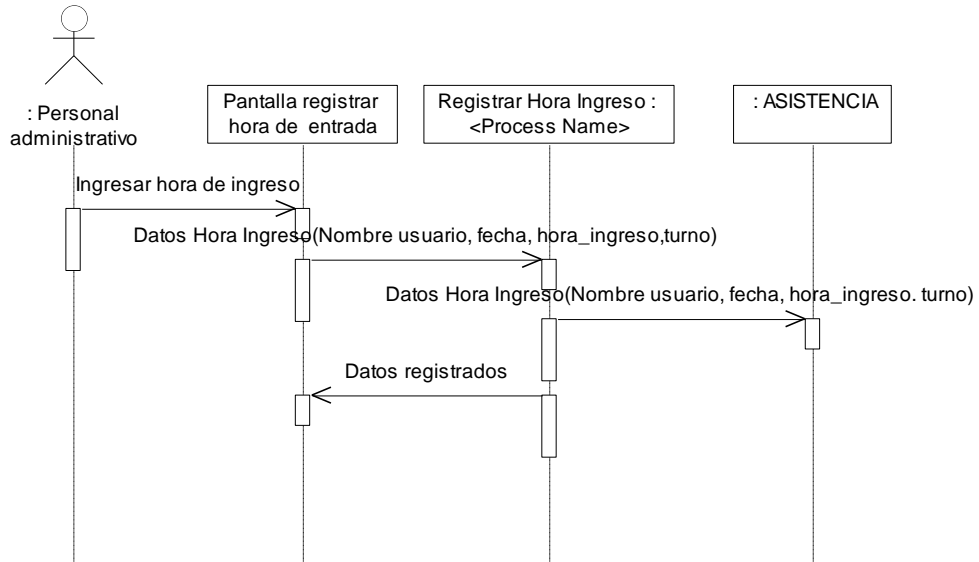 : Personal
administrativo
Pantalla registrar
hora de entrada
Registrar Hora Ingreso :
<Process Name>
: ASISTENCIA
Ingresar hora de ingreso
Datos Hora Ingreso(Nombre usuario, fecha, hora_ingreso,turno)
Datos Hora Ingreso(Nombre usuario, fecha, hora_ingreso. turno)
Datos registrados